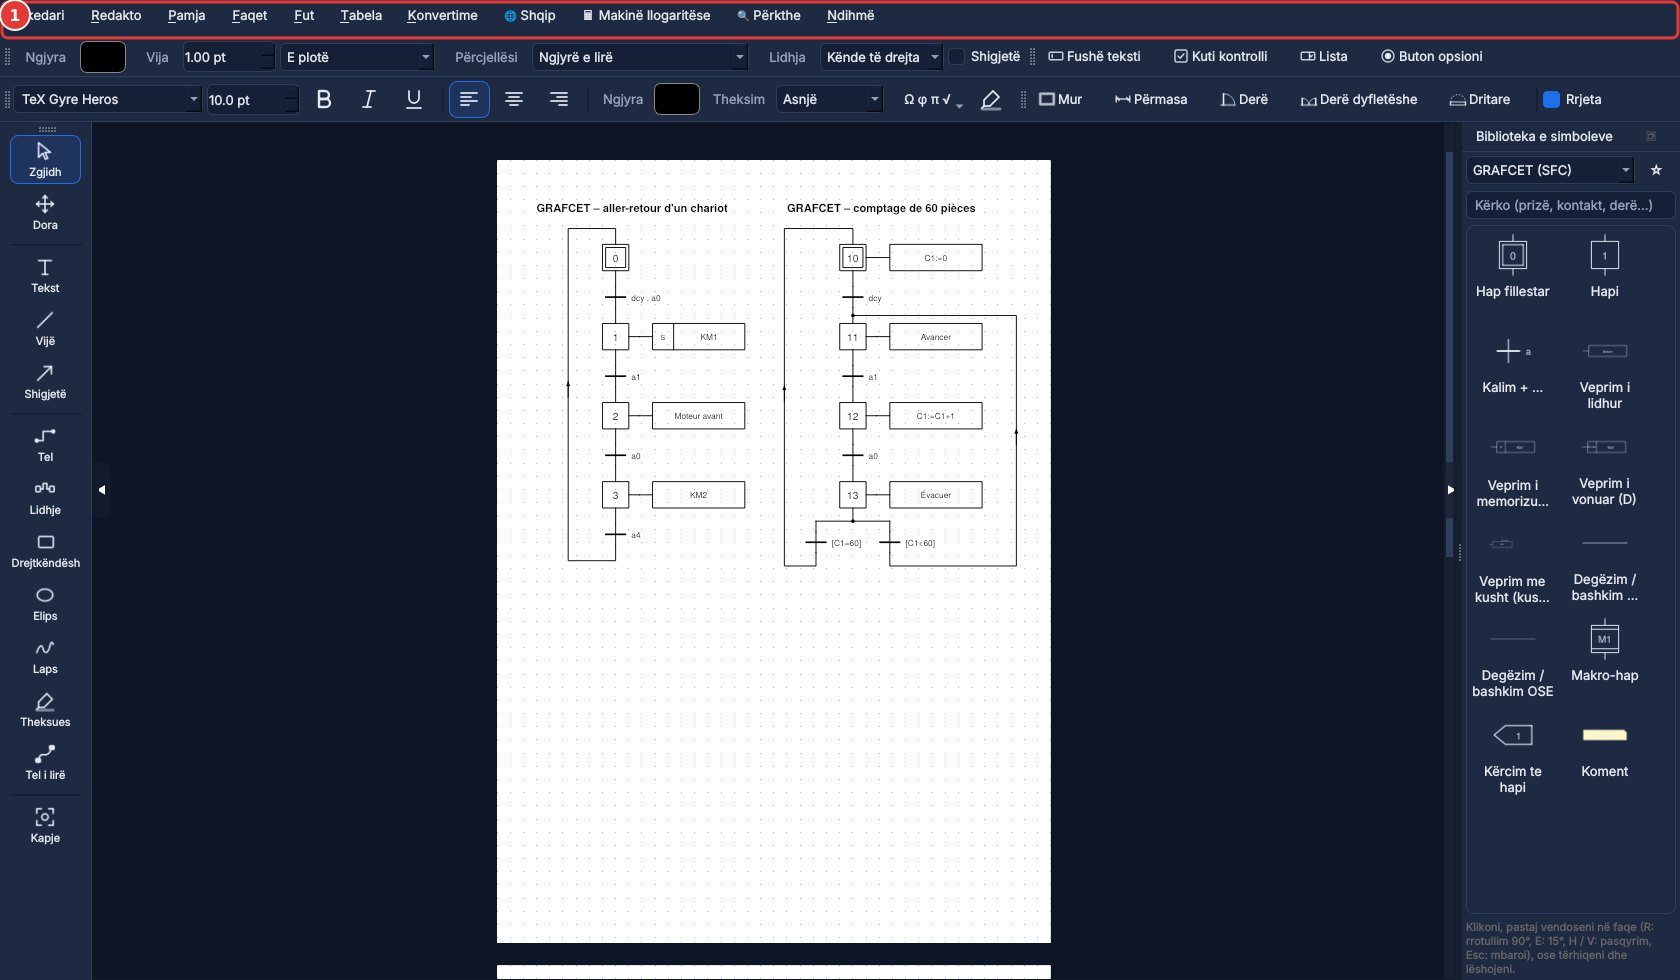 1
kedari Redakto Pamja Faqet Fut Tabela Konvertime Shqip Makinë llogaritëse Përkthe Ndihmë
Ngjyra Vija 1.00 pt E plotë Përcjellësi Ngjyrë e lirë Lidhja Kënde të drejta Shigjetë Fushë teksti Kuti kontrolli Lista Buton opsioni
TeX Gyre Heros 10.0 pt B I U Ngjyra Theksim Asnjë Ω φ π √ Mur Përmasa Derë Derë dyfletëshe Dritare Rrjeta
Zgjidh
Dora
Tekst
Vijë
Shigjetë
Tel
Lidhje
Drejtkëndësh
Elips
Laps
Theksues
Tel i lirë
Kapje
GRAFCET – aller-retour d'un chariot
0
dcy . a0
1 S KM1
a1
2 Moteur avant
a0
3 KM2
a4
GRAFCET – comptage de 60 pièces
10 C1:=0
dcy
11 Avancer
a1
12 C1:=C1+1
a0
13 Évacuer
[C1=60] [C1<60]
Biblioteka e simboleve
GRAFCET (SFC)
Kërko (prizë, kontakt, derë...)
0 1
Hap fillestar Hapi
a
Kalim + ... Veprim i
lidhur
Veprim i
memorizu... Veprim i
vonuar (D)
Veprim me
kusht (kus... Degëzim /
bashkim ...
M1
Degëzim /
bashkim OSE Makro-hap
1
Kërcim te
hapi Koment
Klikoni, pastaj vendoseni në faqe (R:
rrotullim 90°, E: 15°, H / V: pasqyrim,
Esc: mbaroi), ose tërhiqeni dhe
lëshojeni.